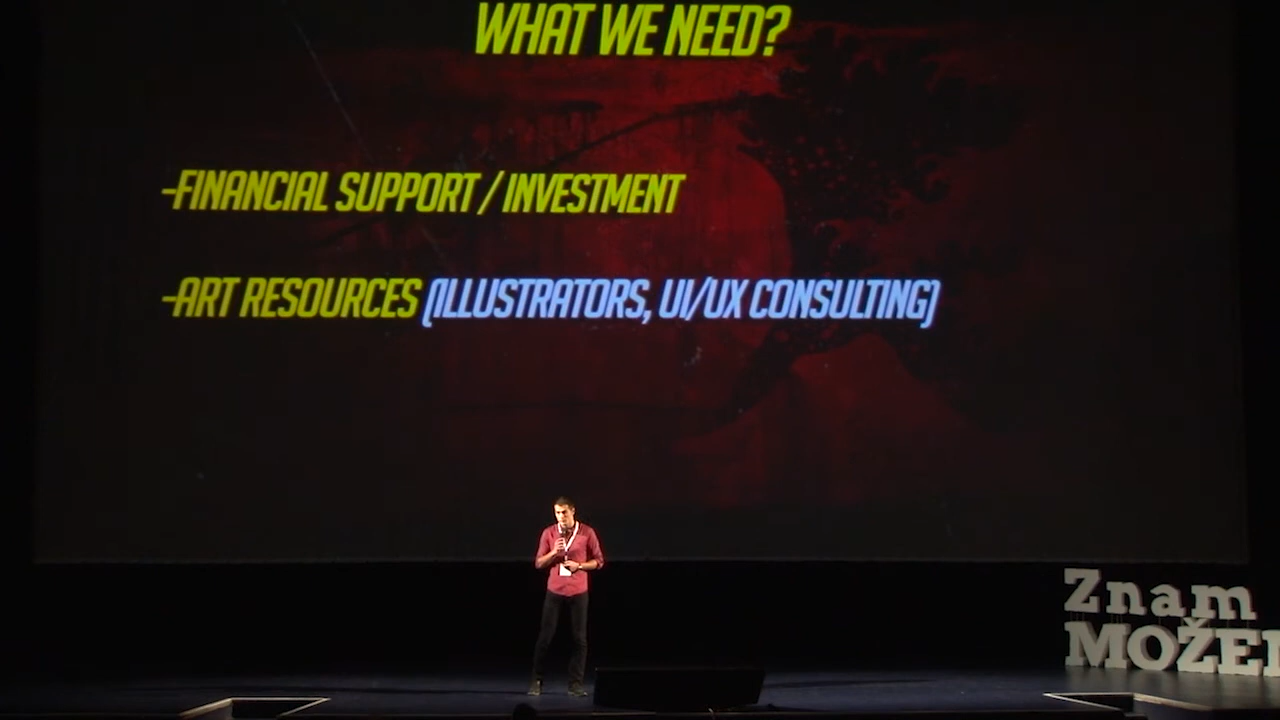 WHAT WE NEED?
-FINANCIAL SUPPORT / INVESTMENT
-ART RESOURCES (ILLUSTRATORS, UI/UX CONSULTING)
Znam
MOŽE